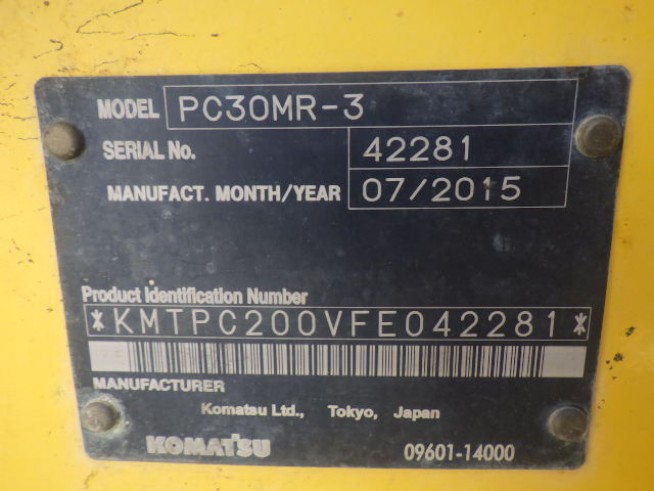 MODEL PC30MR-3
SERIAL No. 42281
MANUFACT. MONTH/YEAR 07/2015
Product Identification Number
*KMTPC200VFE042281*
MANUFACTURER
Komatsu Ltd., Tokyo, Japan
KOMATSU 09601-14000